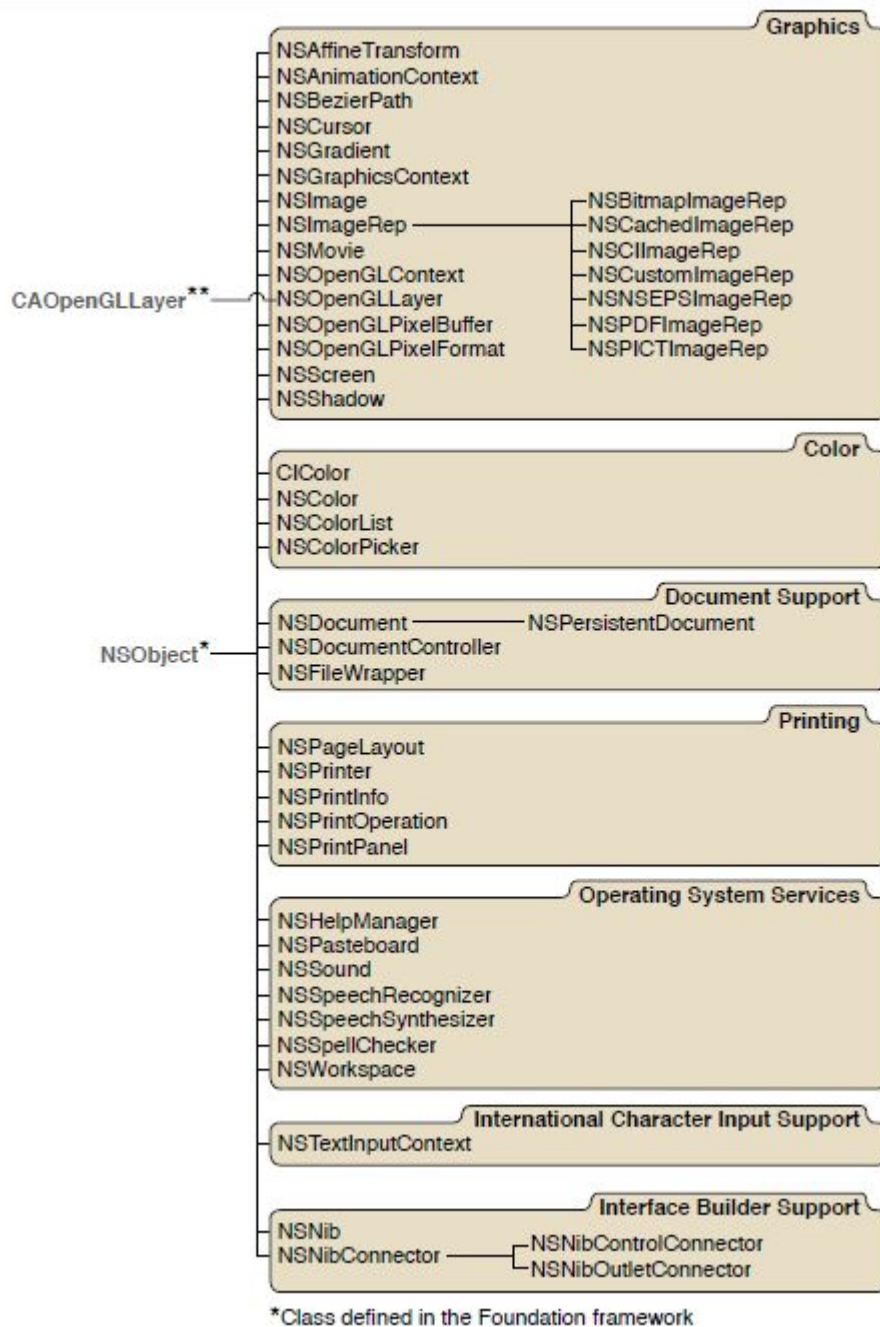 Graphics
NSAffineTransform
NSAnimationContext
NSBezierPath
NSCursor
NSGradient
NSGraphicsContext
NSImage
NSImageRep
NSBitmapImageRep
NSCachedImageRep
NSCIImageRep
NSCustomImageRep
NSNSEPSImageRep
NSPDFImageRep
NSPICTImageRep
NSMovie
NSOpenGLContext
CAOpenGLLayer**
NSOpenGLLayer
NSOpenGLPixelBuffer
NSOpenGLPixelFormat
NSScreen
NSShadow
Color
CIColor
NSColor
NSColorList
NSColorPicker
Document Support
NSObject*
NSDocument
NSPersistentDocument
NSDocumentController
NSFileWrapper
Printing
NSPageLayout
NSPrinter
NSPrintInfo
NSPrintOperation
NSPrintPanel
Operating System Services
NSHelpManager
NSPasteboard
NSSound
NSSpeechRecognizer
NSSpeechSynthesizer
NSSpellChecker
NSWorkspace
International Character Input Support
NSTextInputContext
Interface Builder Support
NSNib
NSNibConnector
NSNibControlConnector
NSNibOutletConnector
*Class defined in the Foundation framework